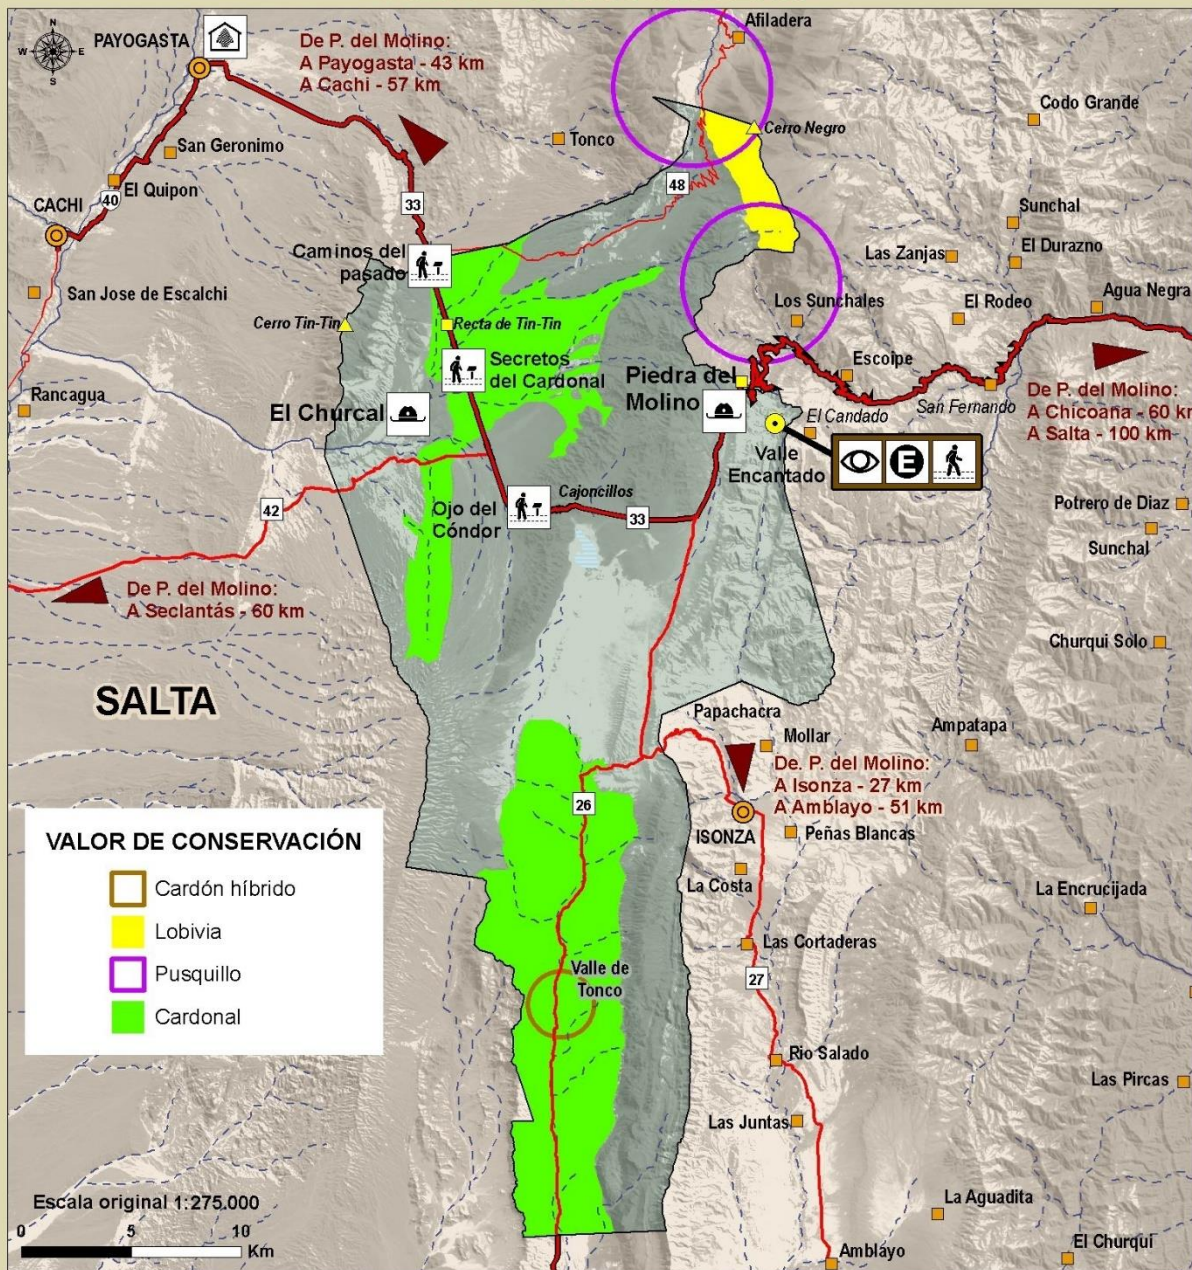 N
W
E
S
PAYOGASTA
De P. del Molino:
A Payogasta - 43 km
A Cachi - 57 km
Afiladera
Codo Grande
Cerro Negro
Tonco
San Geronimo
El Quipon
40
CACHI
33
48
Sunchal
El Durazno
Las Zanjas
Caminos del
pasado
San Jose de Escalchi
Agua Negra
El Rodeo
Los Sunchales
Cerro Tin-Tin
Recta de Tin-Tin
Secretos
del Cardonal
Escoipe
Piedra del
Molino
San Fernando
De P. del Molino:
A Chicoana - 60 km
A Salta - 100 km
Rancagua
El Churcal
El Candado
Valle
Encantado
E
Cajoncillos
Ojo del
Cóndor
33
42
Potrero de Diaz
Sunchal
De P. del Molino:
A Seclantás - 60 km
Churqui Solo
SALTA
Papachacra
Mollar
Ampatapa
De. P. del Molino:
A Isonza - 27 km
A Amblayo - 51 km
26
ISONZA
Peñas Blancas
La Costa
La Encrucijada
VALOR DE CONSERVACIÓN
Cardón híbrido
Lobivia
Pusquillo
Cardonal
Las Cortaderas
Valle de
Tonco
27
Rio Salado
Las Pircas
Las Juntas
La Aguadita
Escala original 1:275.000
0 5 10
Km
El Churqui
Amblayo